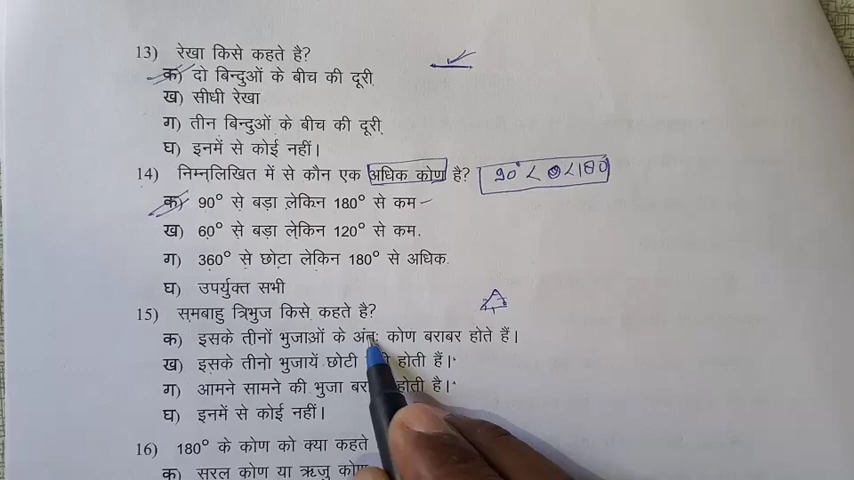 13) रेखा किसे कहते है?
क) दो बिन्दुओं के बीच की दूरी
ख) सीधी रेखा
ग) तीन बिन्दुओं के बीच की दूरी
घ) इनमें से कोई नहीं।
14) निम्नलिखित में से कौन एक अधिक कोण है? 90° < θ < 180
क) 90° से बड़ा लेकिन 180° से कम
ख) 60° से बड़ा लेकिन 120° से कम.
ग) 360° से छोटा लेकिन 180° से अधिक
घ) उपर्युक्त सभी
15) समबाहु त्रिभुज किसे कहते है?
क) इसके तीनों भुजाओं के अंतः कोण बराबर होते हैं।
ख) इसके तीनो भुजायें छोटी होती हैं।
ग) आमने सामने की भुजा होती है।
घ) इनमें से कोई नहीं।
16) 180° के कोण को क्या कहते
क) सरल कोण या ऋजु कोण